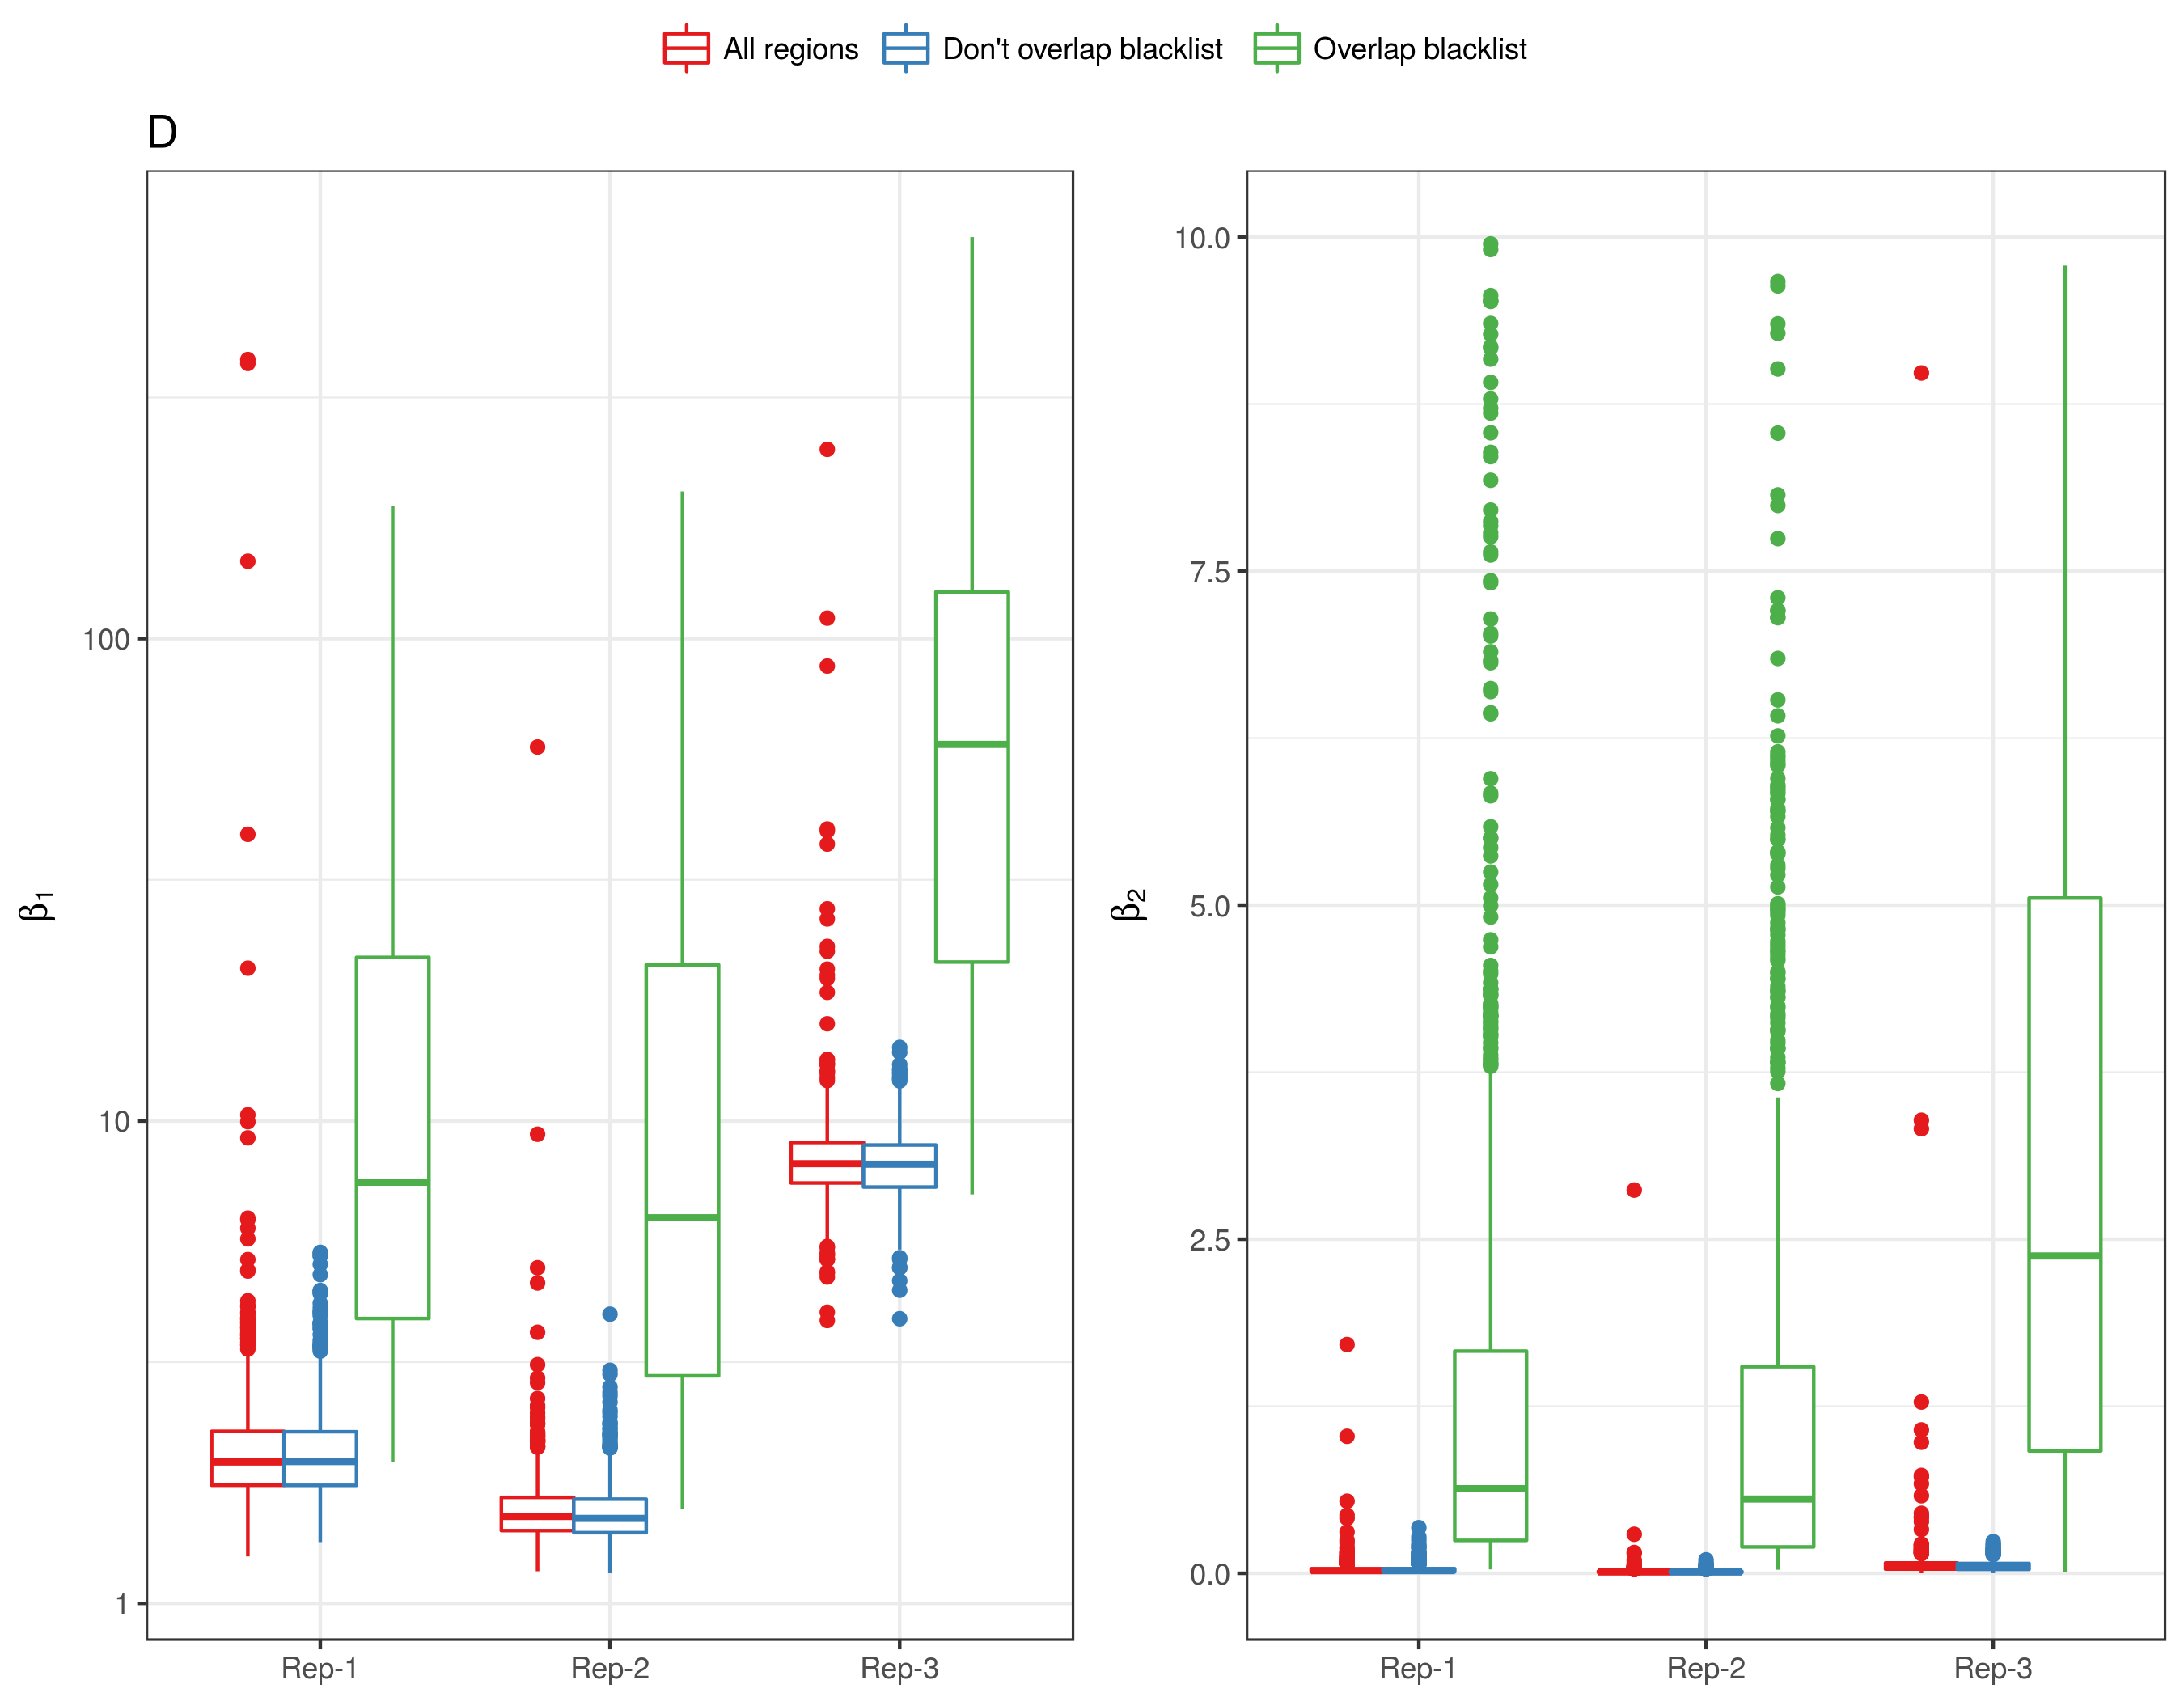 All regions Don't overlap blacklist Overlap blacklist
D
β1
100
10
1
Rep-1 Rep-2 Rep-3
β2
10.0
7.5
5.0
2.5
0.0
Rep-1 Rep-2 Rep-3